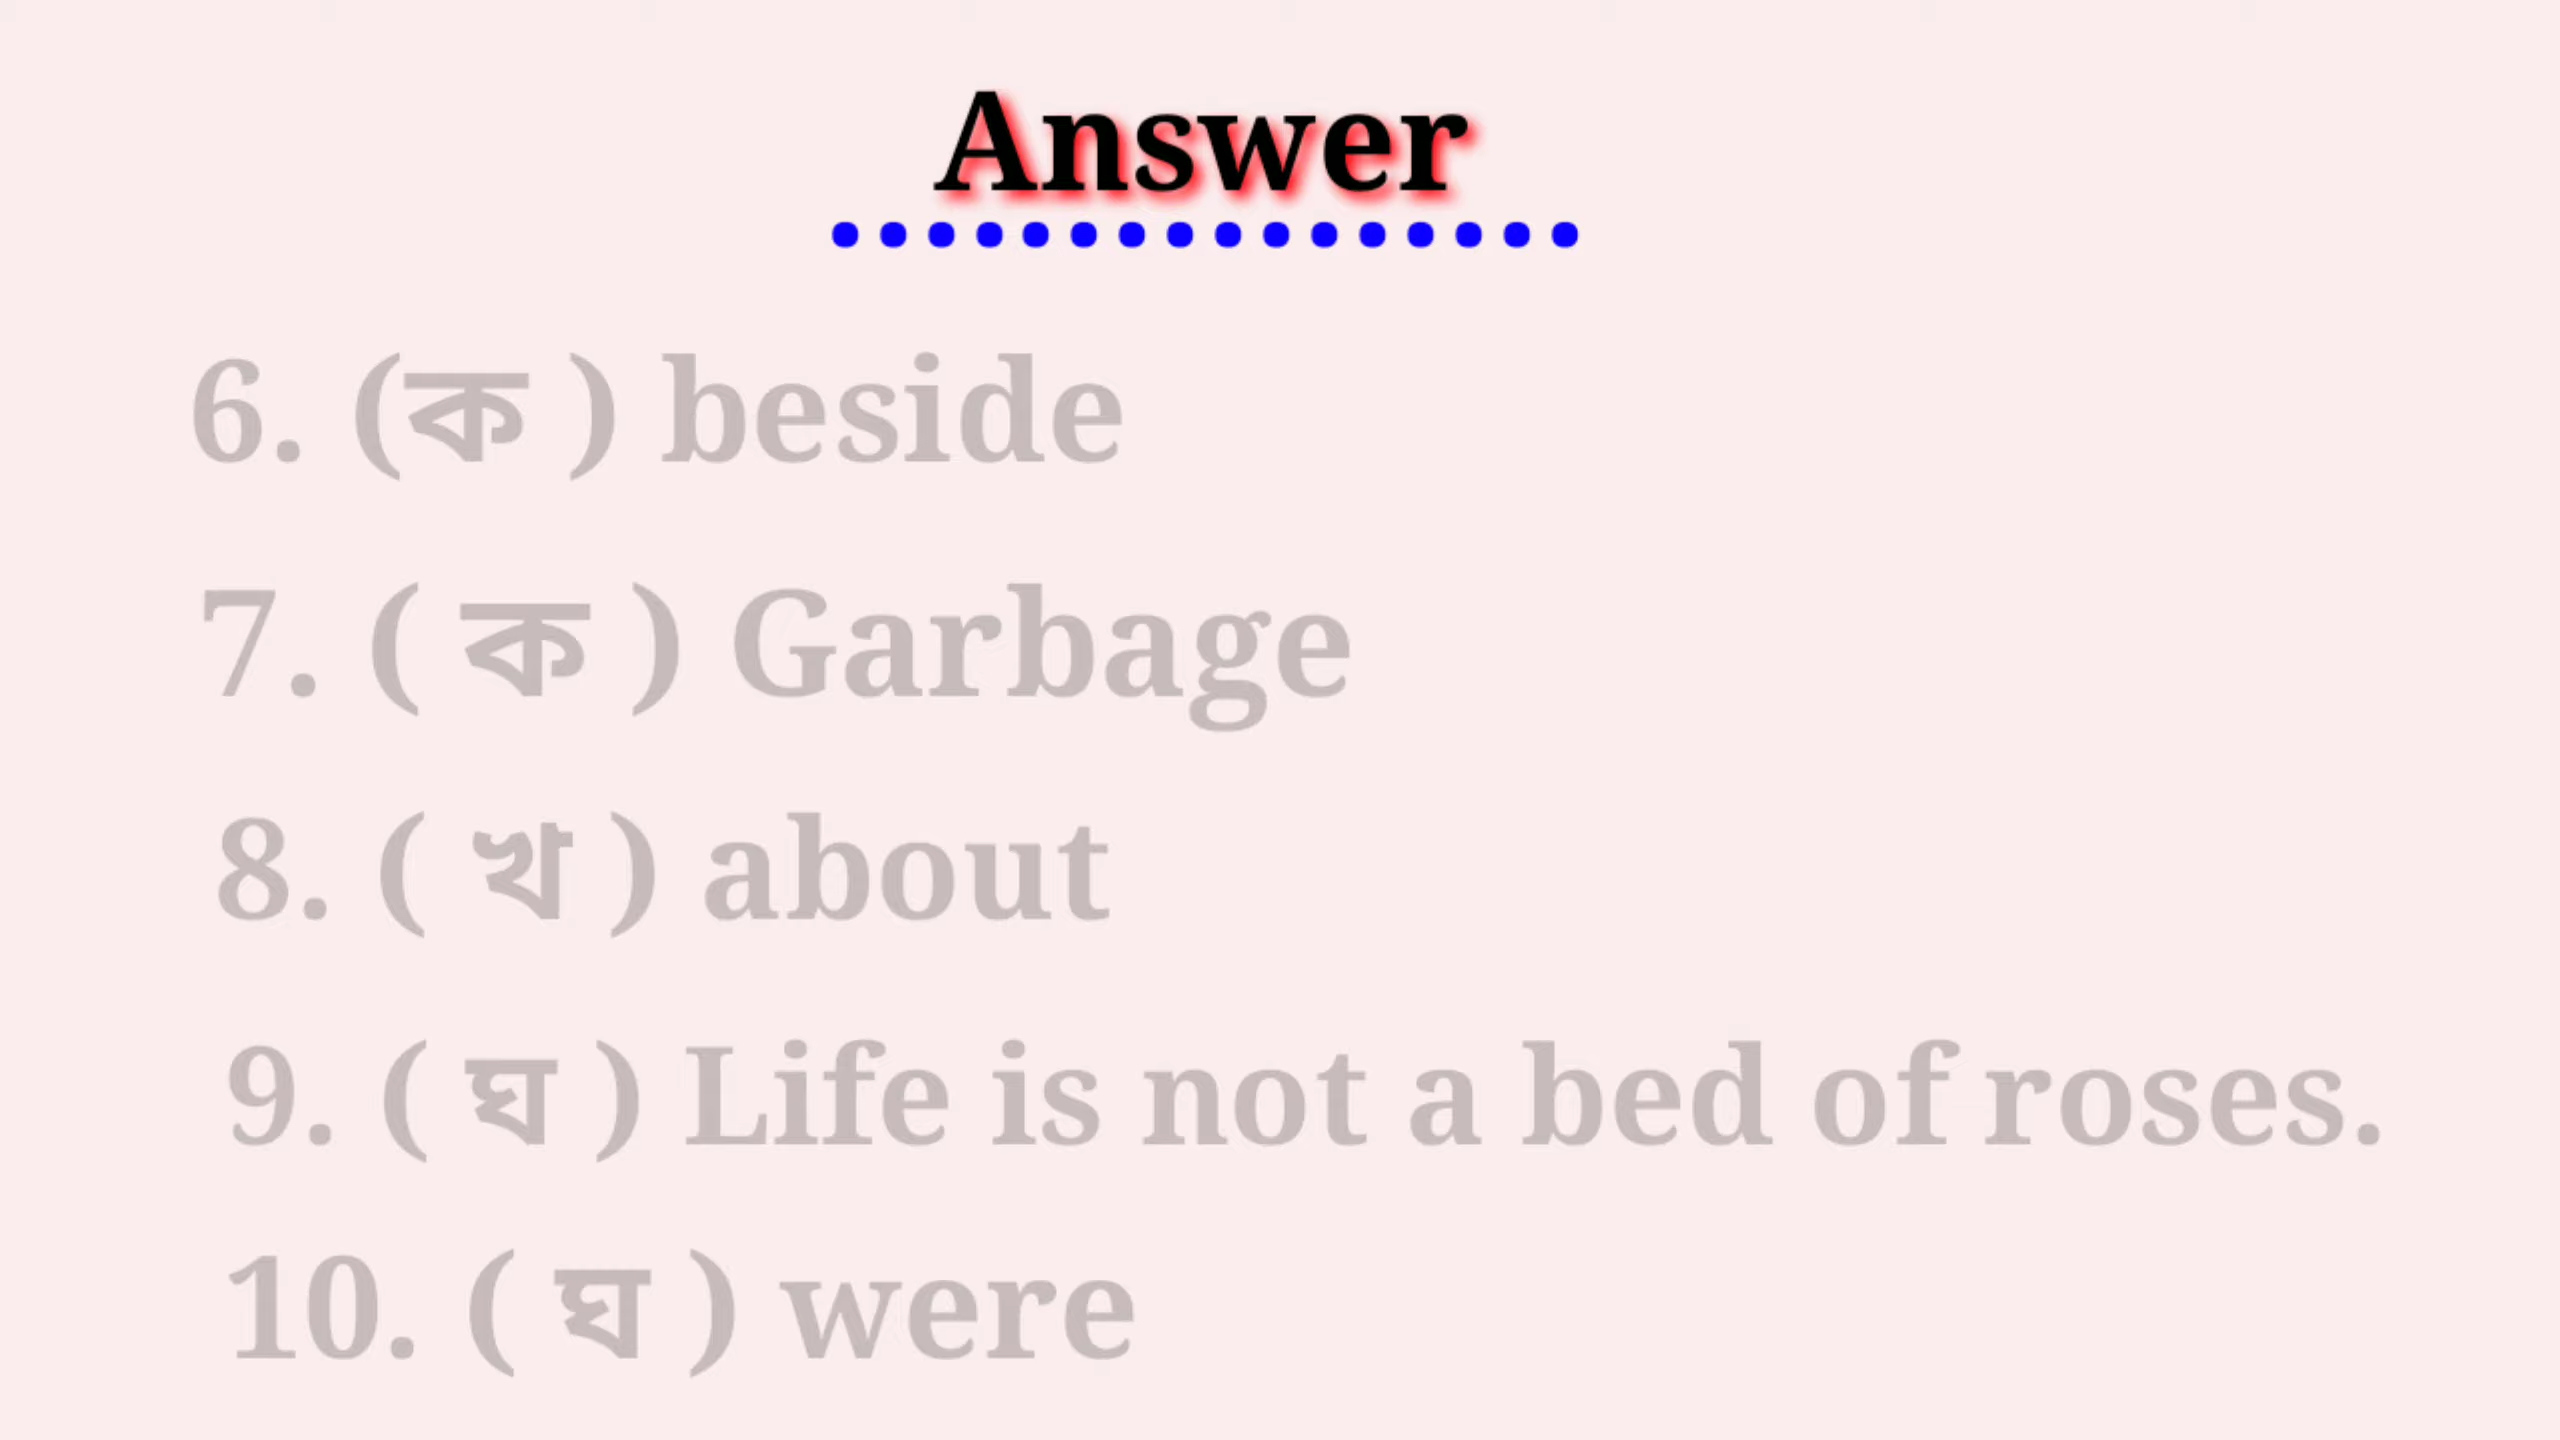 Answer
6. (ক ) beside
7. ( ক ) Garbage
8. ( খ ) about
9. ( ঘ ) Life is not a bed of roses.
10. ( ঘ ) were